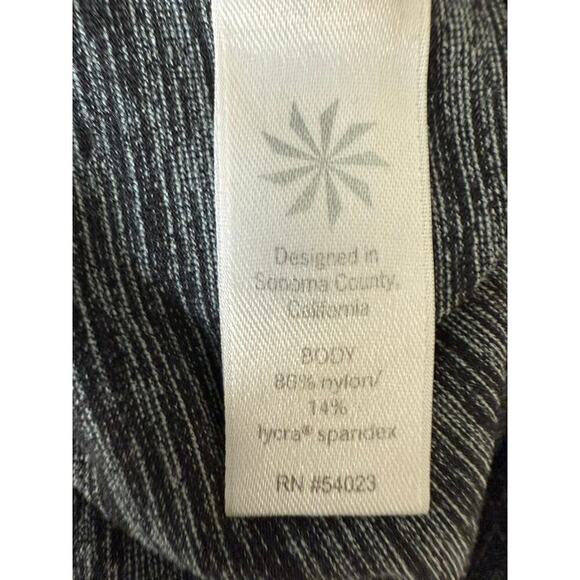 Designed in
Sonoma County,
California
BODY
86% nylon/
14%
lycra® spandex
RN #54023